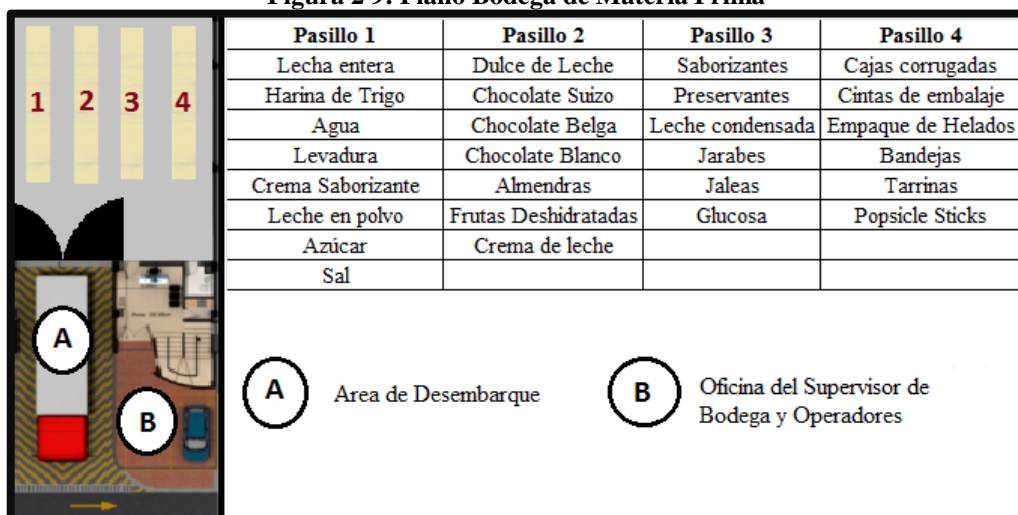 Figura 2 9. Plano Bodega de Materia Prima
Pasillo 1 Pasillo 2 Pasillo 3 Pasillo 4
Lecha entera Dulce de Leche Saborizantes Cajas corrugadas
Harina de Trigo Chocolate Suizo Preservantes Cintas de embalaje
Agua Chocolate Belga Leche condensada Empaque de Helados
Levadura Chocolate Blanco Jarabes Bandejas
Crema Saborizante Almendras Jaleas Tarrinas
Leche en polvo Frutas Deshidratadas Glucosa Popsicle Sticks
Azúcar Crema de leche
Sal
1 2 3 4
A
B
A Area de Desembarque
B Oficina del Supervisor de
Bodega y Operadores